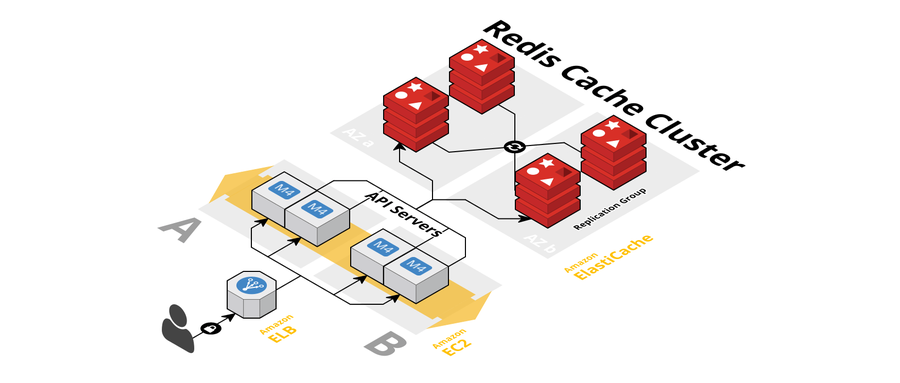 Redis Cache Cluster
AZ a
AZ b
Replication Group
Amazon
ElastiCache
API Servers
M4
M4
M4
M4
A
B
Amazon
ELB
Amazon
EC2